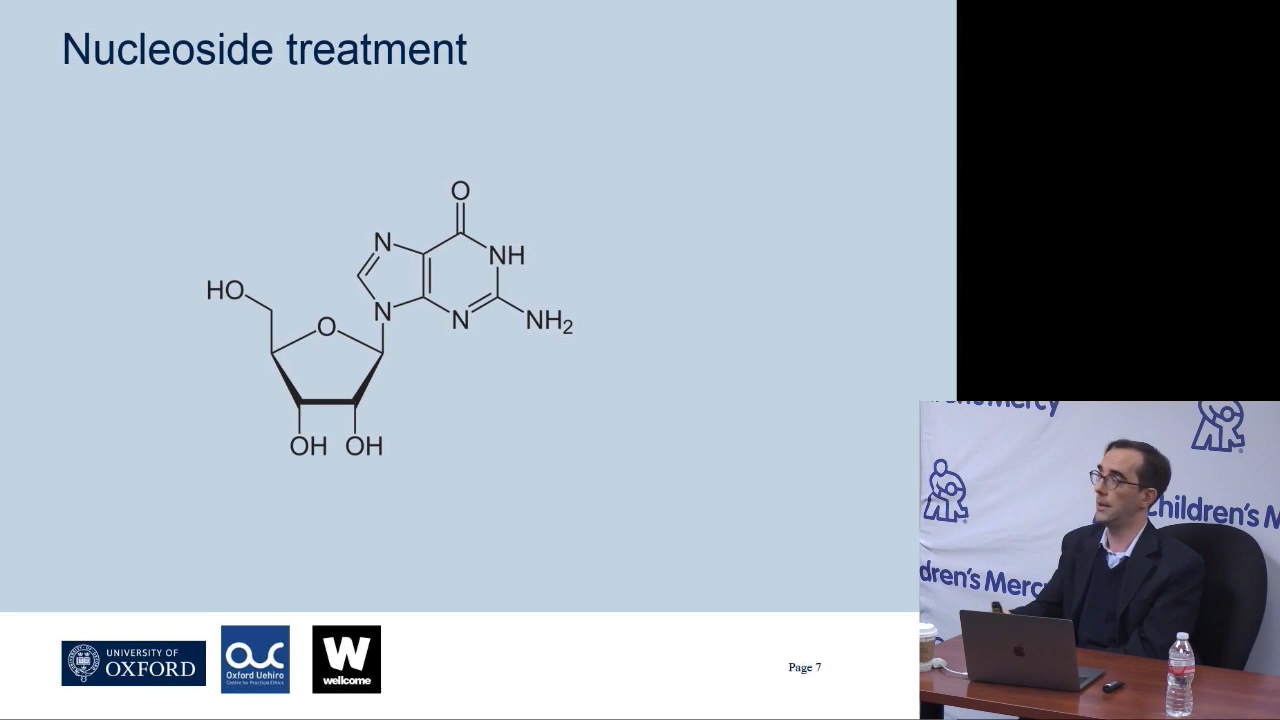 Nucleoside treatment
O
N
NH
HO
N
O
N
NH2
OH
OH
UNIVERSITY OF
OXFORD
Oxford Uehiro
Centre for Practical Ethics
W
wellcome
Page 7
Children's Mercy
dren's Merc